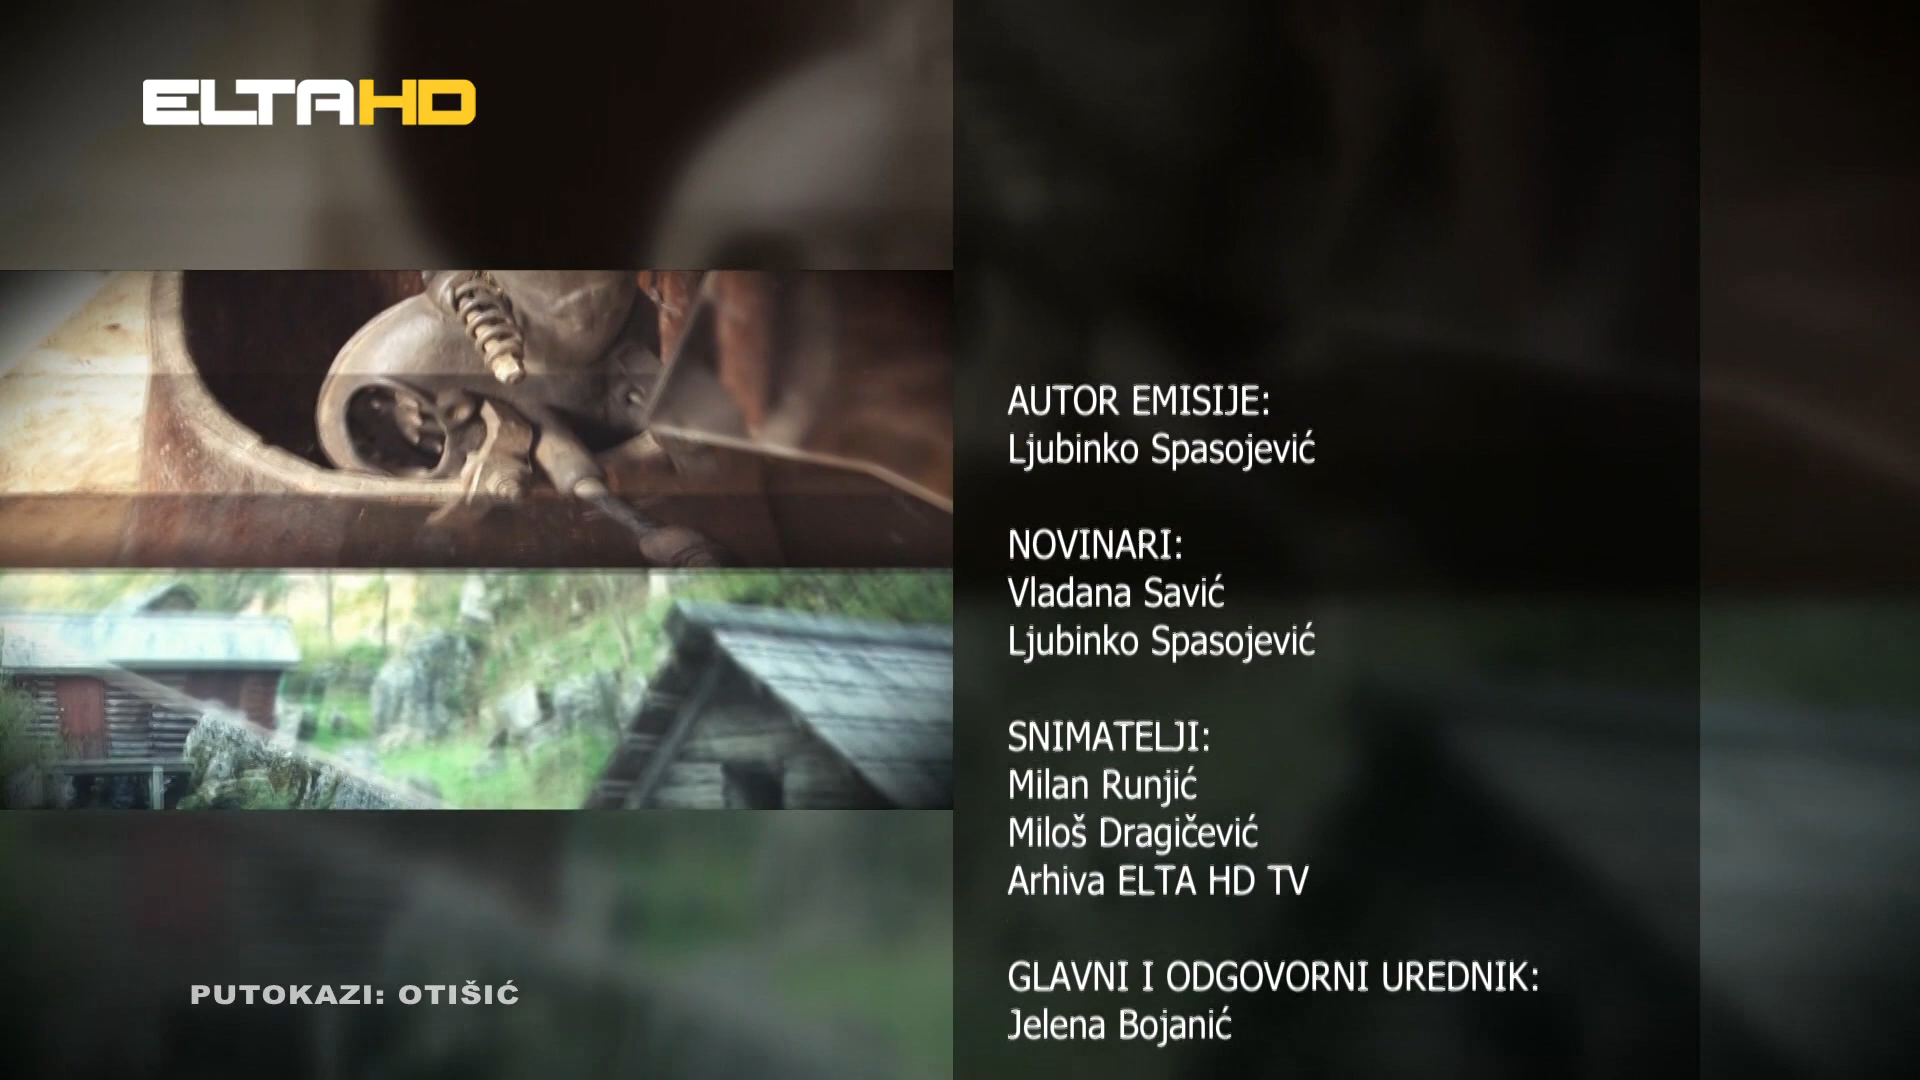 ELTAHD
AUTOR EMISIJE:
Ljubinko Spasojević
NOVINARI:
Vladana Savić
Ljubinko Spasojević
SNIMATELJI:
Milan Runjić
Miloš Dragičević
Arhiva ELTA HD TV
GLAVNI I ODGOVORNI UREDNIK:
Jelena Bojanić
PUTOKAZI: OTIŠIĆ